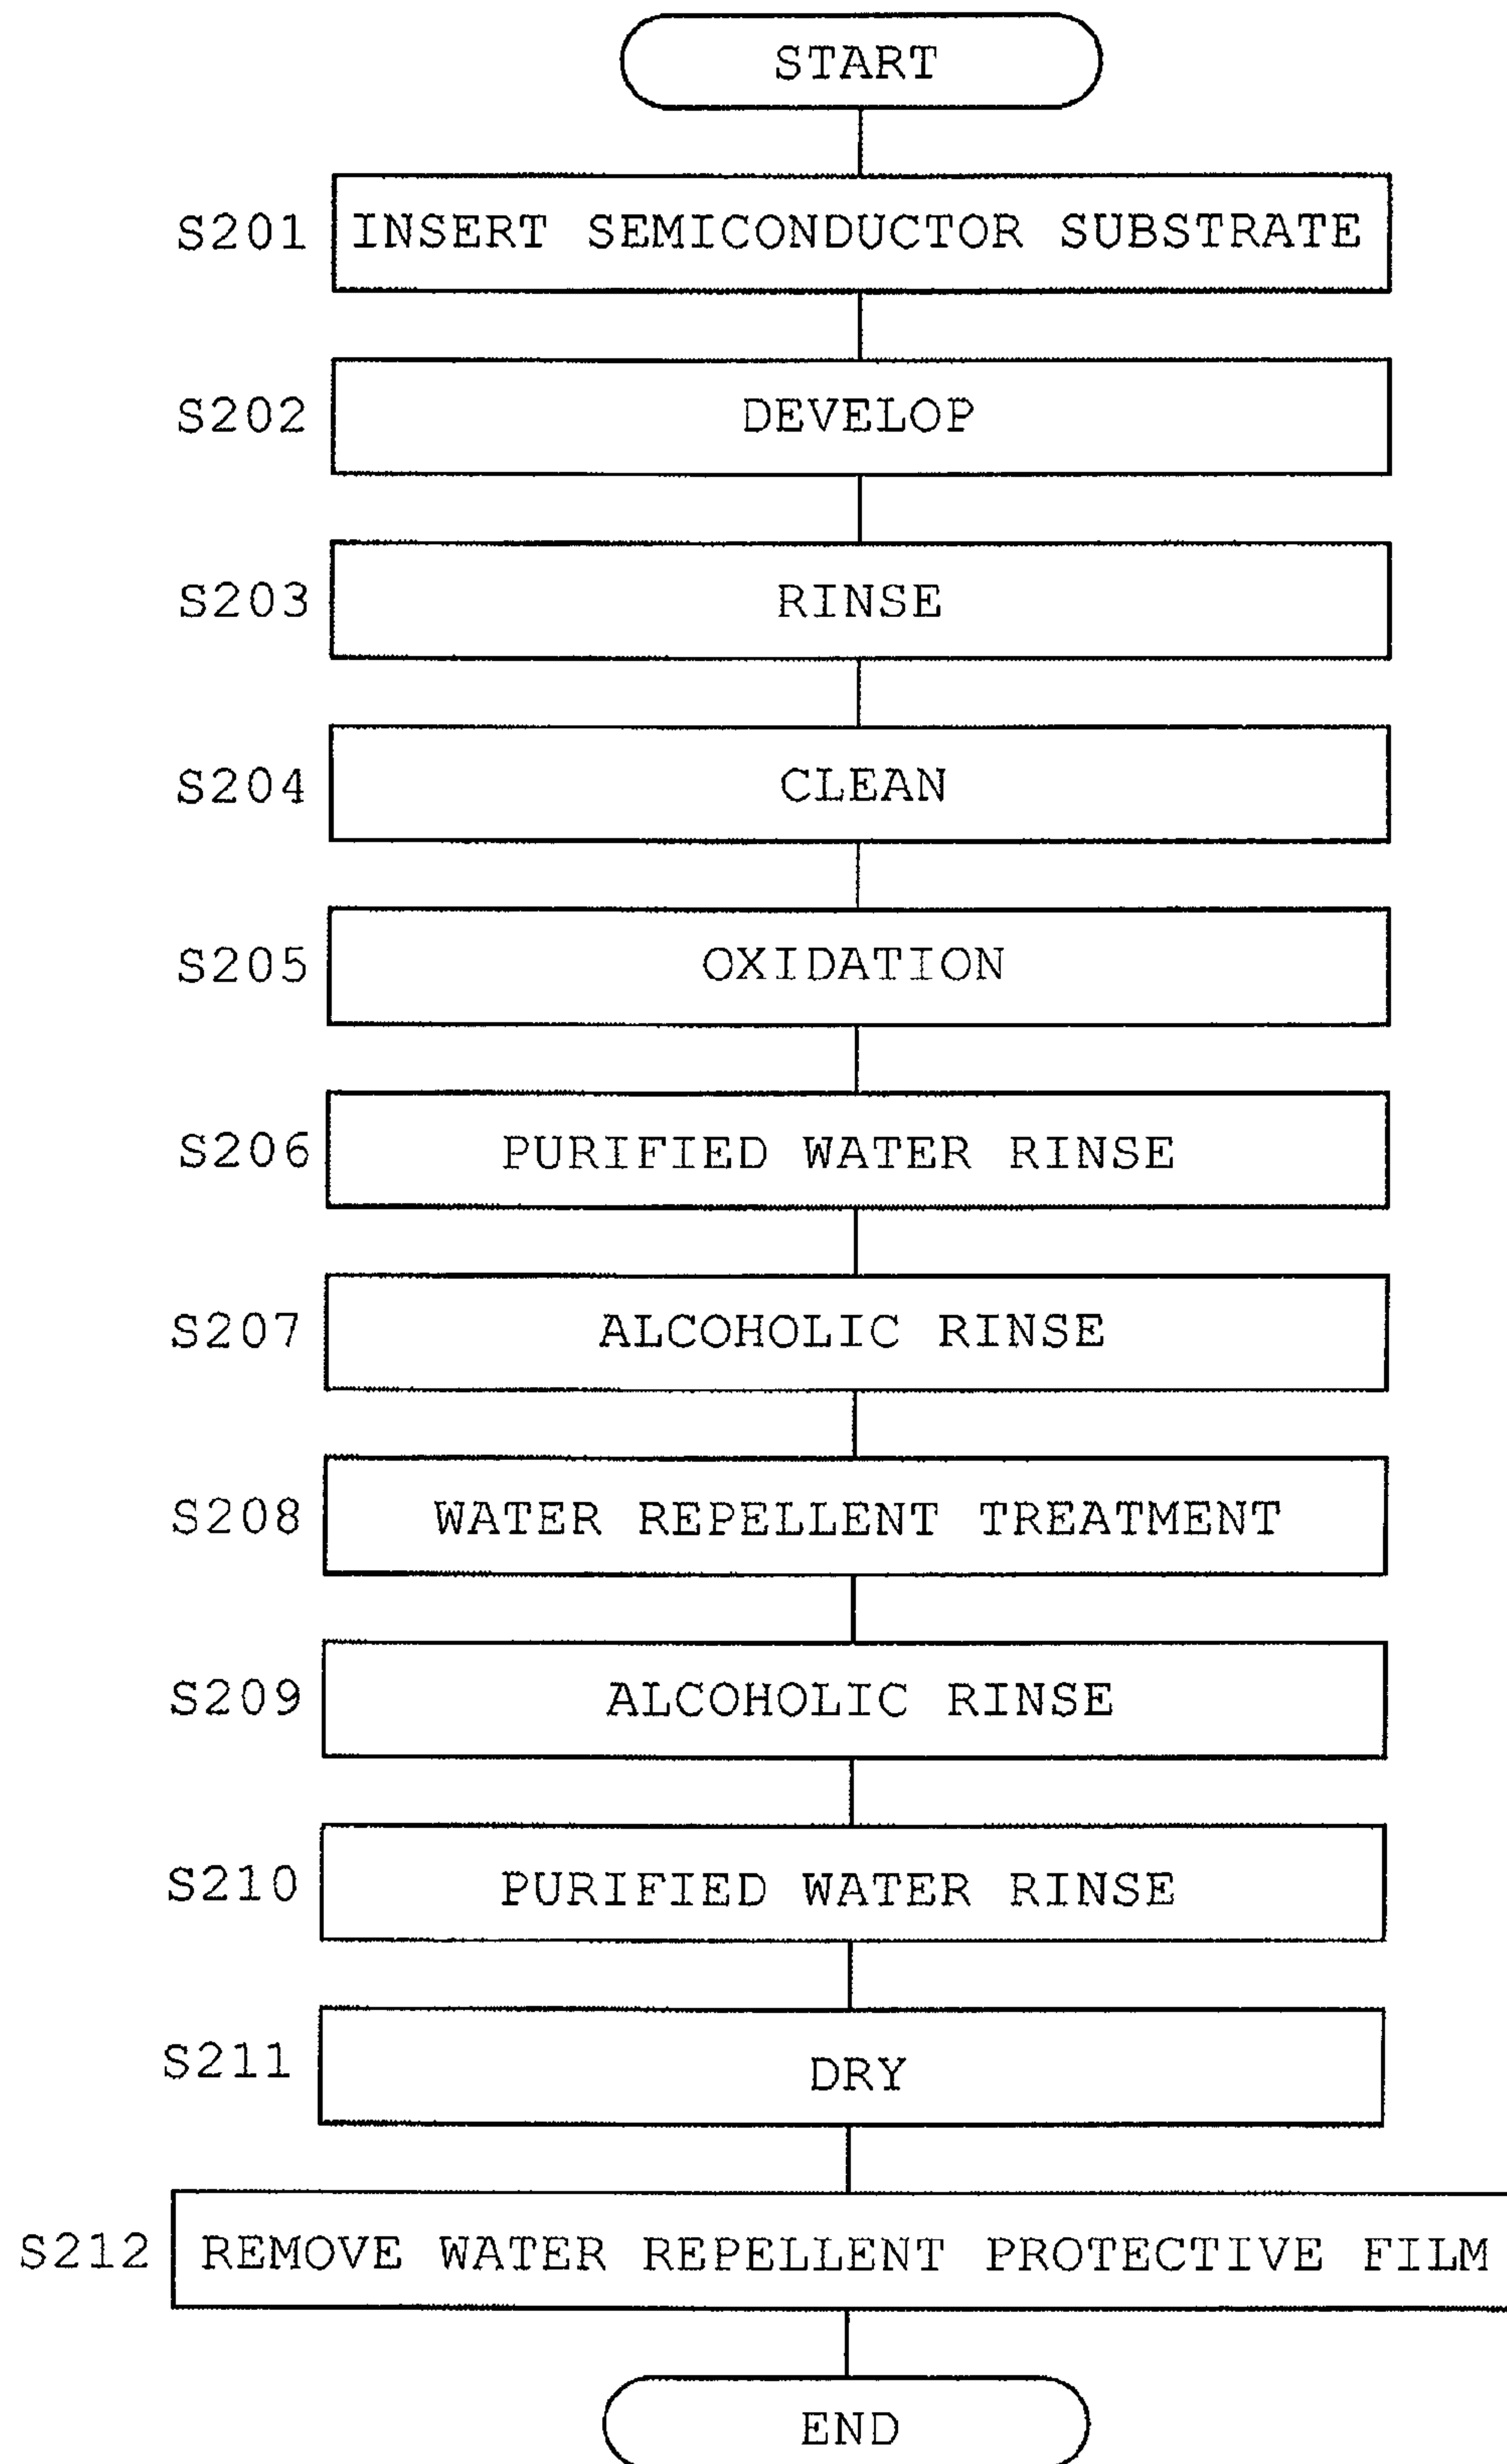 START
S201 INSERT SEMICONDUCTOR SUBSTRATE
S202 DEVELOP
S203 RINSE
S204 CLEAN
S205 OXIDATION
S206 PURIFIED WATER RINSE
S207 ALCOHOLIC RINSE
S208 WATER REPELLENT TREATMENT
S209 ALCOHOLIC RINSE
S210 PURIFIED WATER RINSE
S211 DRY
S212 REMOVE WATER REPELLENT PROTECTIVE FILM
END